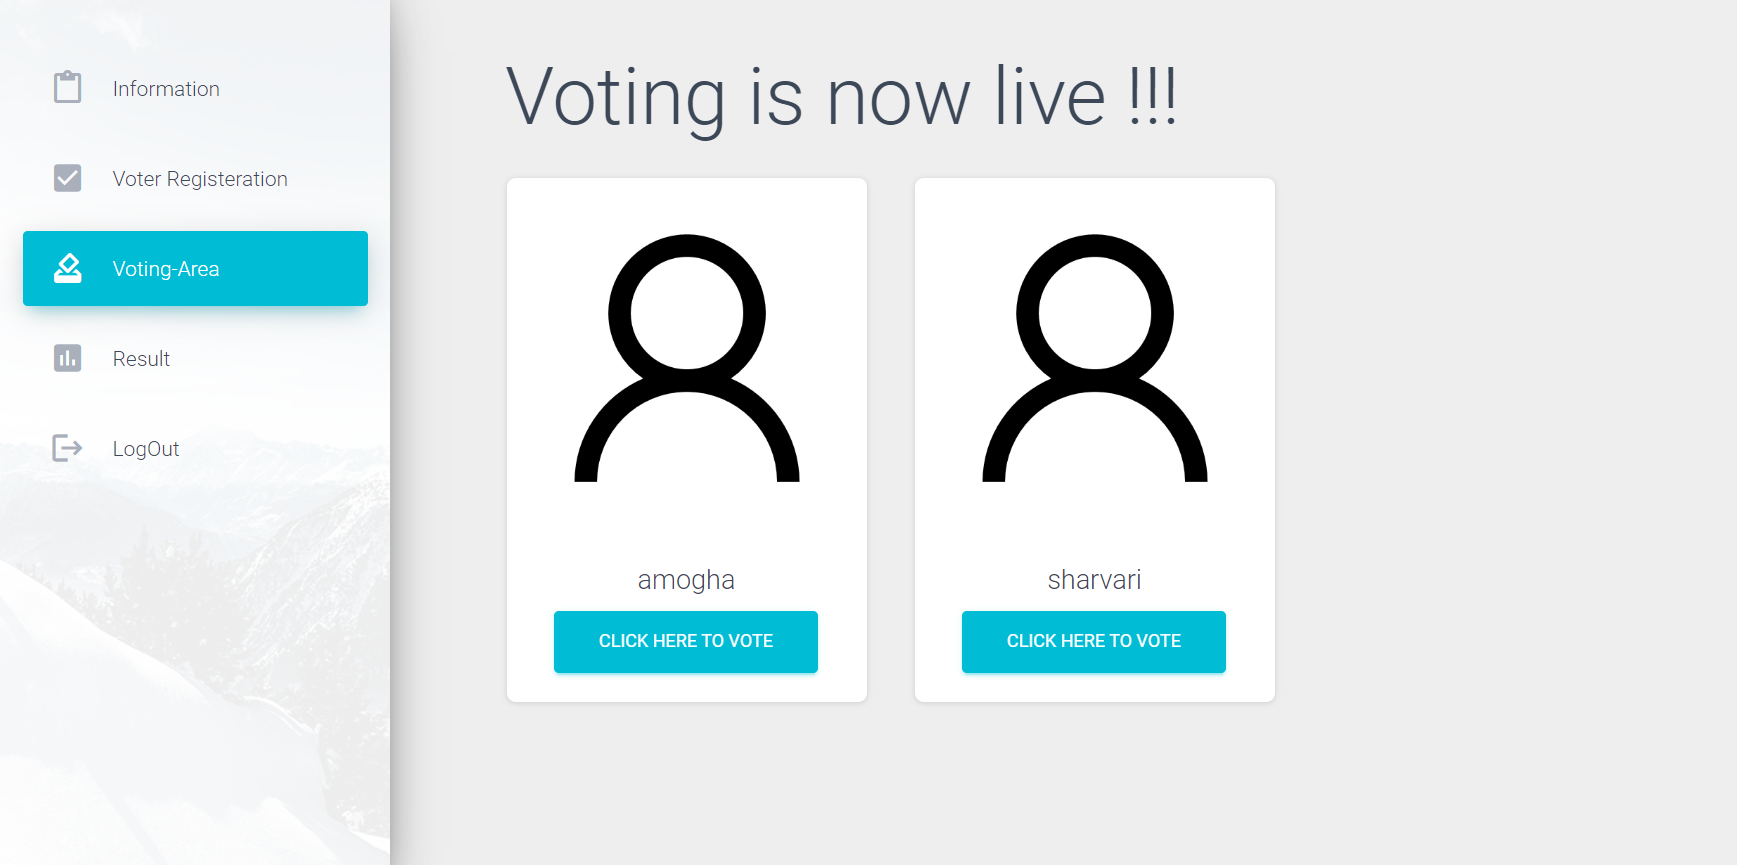 Information
Voter Registeration
Voting-Area
Result
LogOut
Voting is now live !!!
amogha
CLICK HERE TO VOTE
sharvari
CLICK HERE TO VOTE